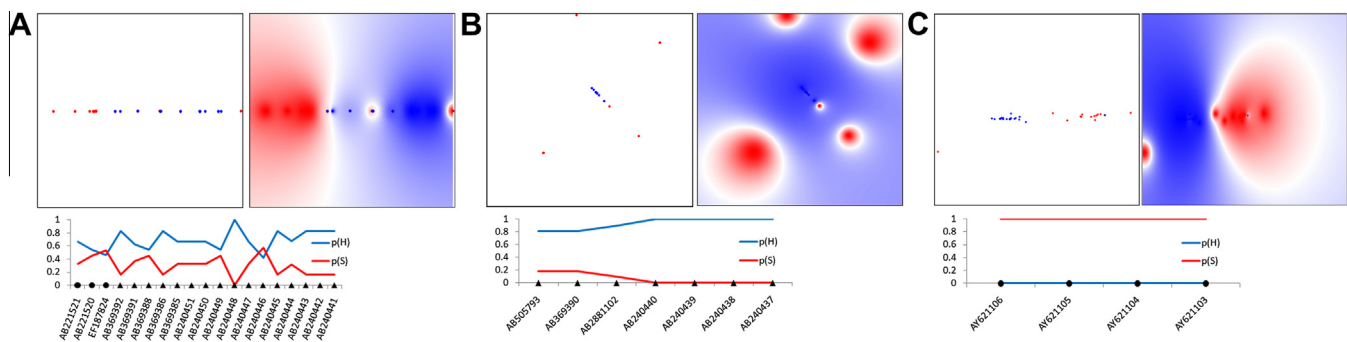 A
B
C
1
0.8
0.6
0.4
0.2
0
p(H)
p(S)
AB221521
AB221520
EF187824
AB369392
AB369391
AB369388
AB369386
AB369385
AB240451
AB240450
AB240449
AB240448
AB240447
AB240446
AB240445
AB240444
AB240443
AB240442
AB240441
1
0.8
0.6
0.4
0.2
0
p(H)
p(S)
AB505793
AB369390
AB2881102
AB240440
AB240439
AB240438
AB240437
1
0.8
0.6
0.4
0.2
0
p(H)
p(S)
AY621106
AY621105
AY621104
AY621103